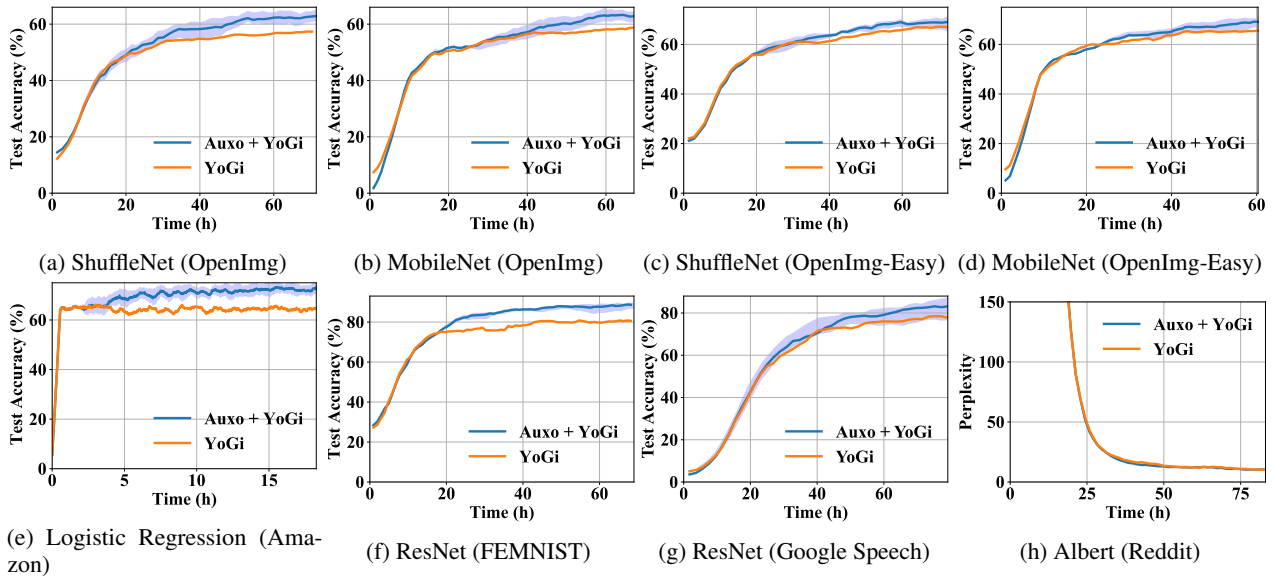 Test Accuracy (%)
60
40
20
0
0
20
40
60
Time (h)
Auxo + YoGi
YoGi
(a) ShuffleNet (OpenImg)
Test Accuracy (%)
60
40
20
0
0
10
20
30
40
50
60
Time (h)
Auxo + YoGi
YoGi
(b) MobileNet (OpenImg)
Test Accuracy (%)
60
40
20
0
0
20
40
60
Time (h)
Auxo + YoGi
YoGi
(c) ShuffleNet (OpenImg-Easy)
Test Accuracy (%)
60
40
20
0
0
20
40
60
Time (h)
Auxo + YoGi
YoGi
(d) MobileNet (OpenImg-Easy)
Test Accuracy (%)
60
40
20
0
0
5
10
15
Time (h)
Auxo + YoGi
YoGi
(e) Logistic Regression (Ama-
zon)
Test Accuracy (%)
80
60
40
20
0
0
20
40
60
Time (h)
Auxo + YoGi
YoGi
(f) ResNet (FEMNIST)
Test Accuracy (%)
80
60
40
20
0
0
20
40
60
Time (h)
Auxo + YoGi
YoGi
(g) ResNet (Google Speech)
Perplexity
150
100
50
0
0
25
50
75
Time (h)
Auxo + YoGi
YoGi
(h) Albert (Reddit)